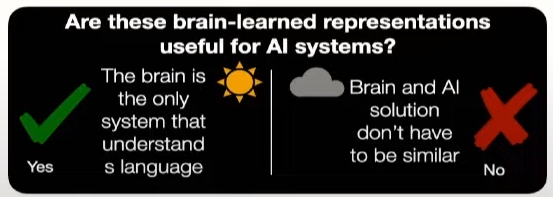 Are these brain-learned representations
useful for AI systems?
The brain is
the only
system that
understand
s language
Yes
Brain and AI
solution
don't have
to be similar
No